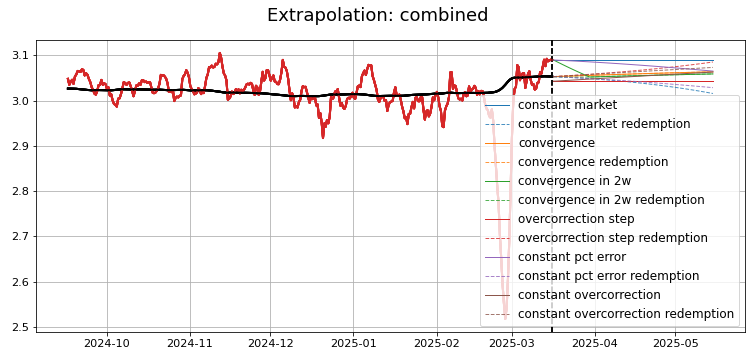 Extrapolation: combined
3.1
3.0
2.9
2.8
2.7
2.6
2.5
constant market
constant market redemption
convergence
convergence redemption
convergence in 2w
convergence in 2w redemption
overcorrection step
overcorrection step redemption
constant pct error
constant pct error redemption
constant overcorrection
constant overcorrection redemption
2024-10 2024-11 2024-12 2025-01 2025-02 2025-03 2025-04 2025-05